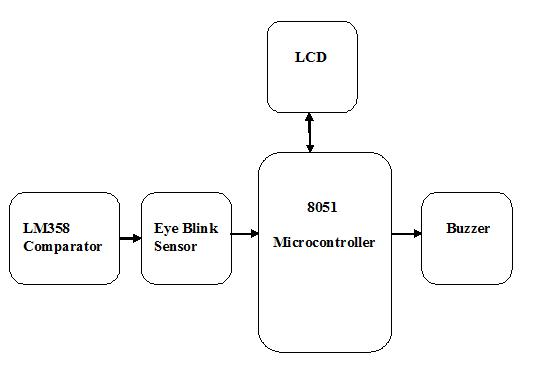 LCD
LM358
Comparator
Eye Blink
Sensor
8051
Microcontroller
Buzzer